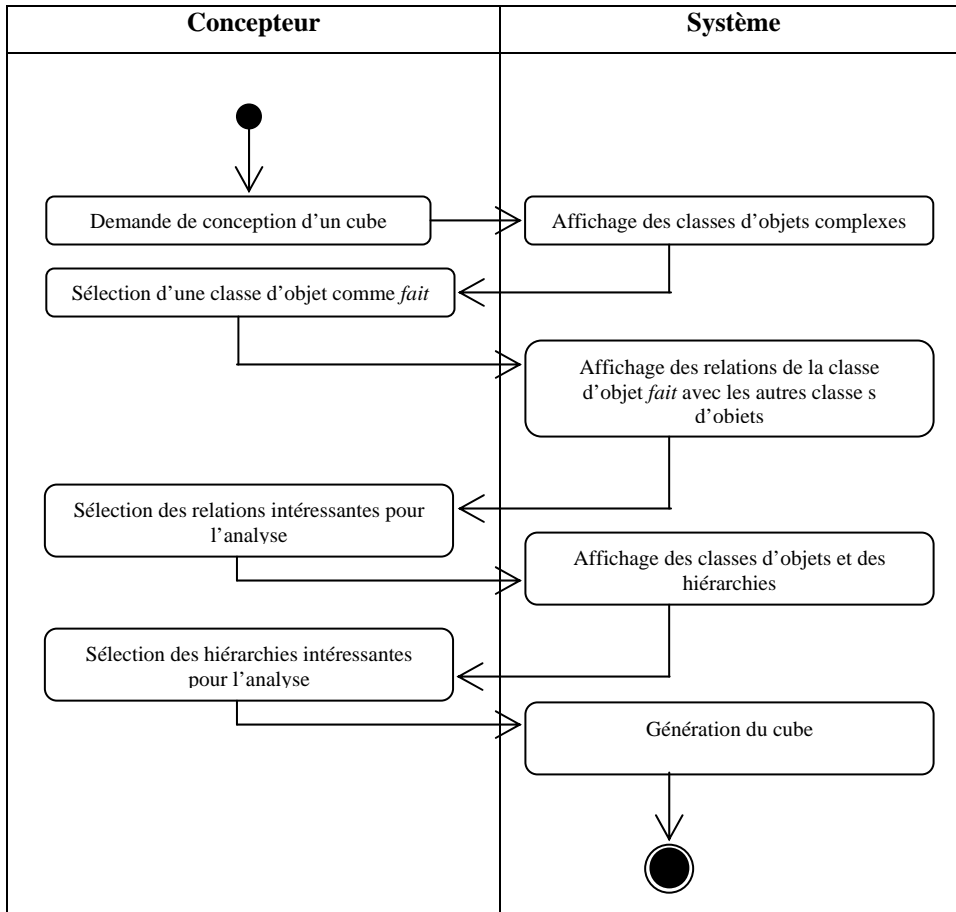 Concepteur
Système
Demande de conception d’un cube
Affichage des classes d’objets complexes
Sélection d’une classe d’objet comme fait
Affichage des relations de la classe
d’objet fait avec les autres classe s
d’objets
Sélection des relations intéressantes pour
l’analyse
Affichage des classes d’objets et des
hiérarchies
Sélection des hiérarchies intéressantes
pour l’analyse
Génération du cube